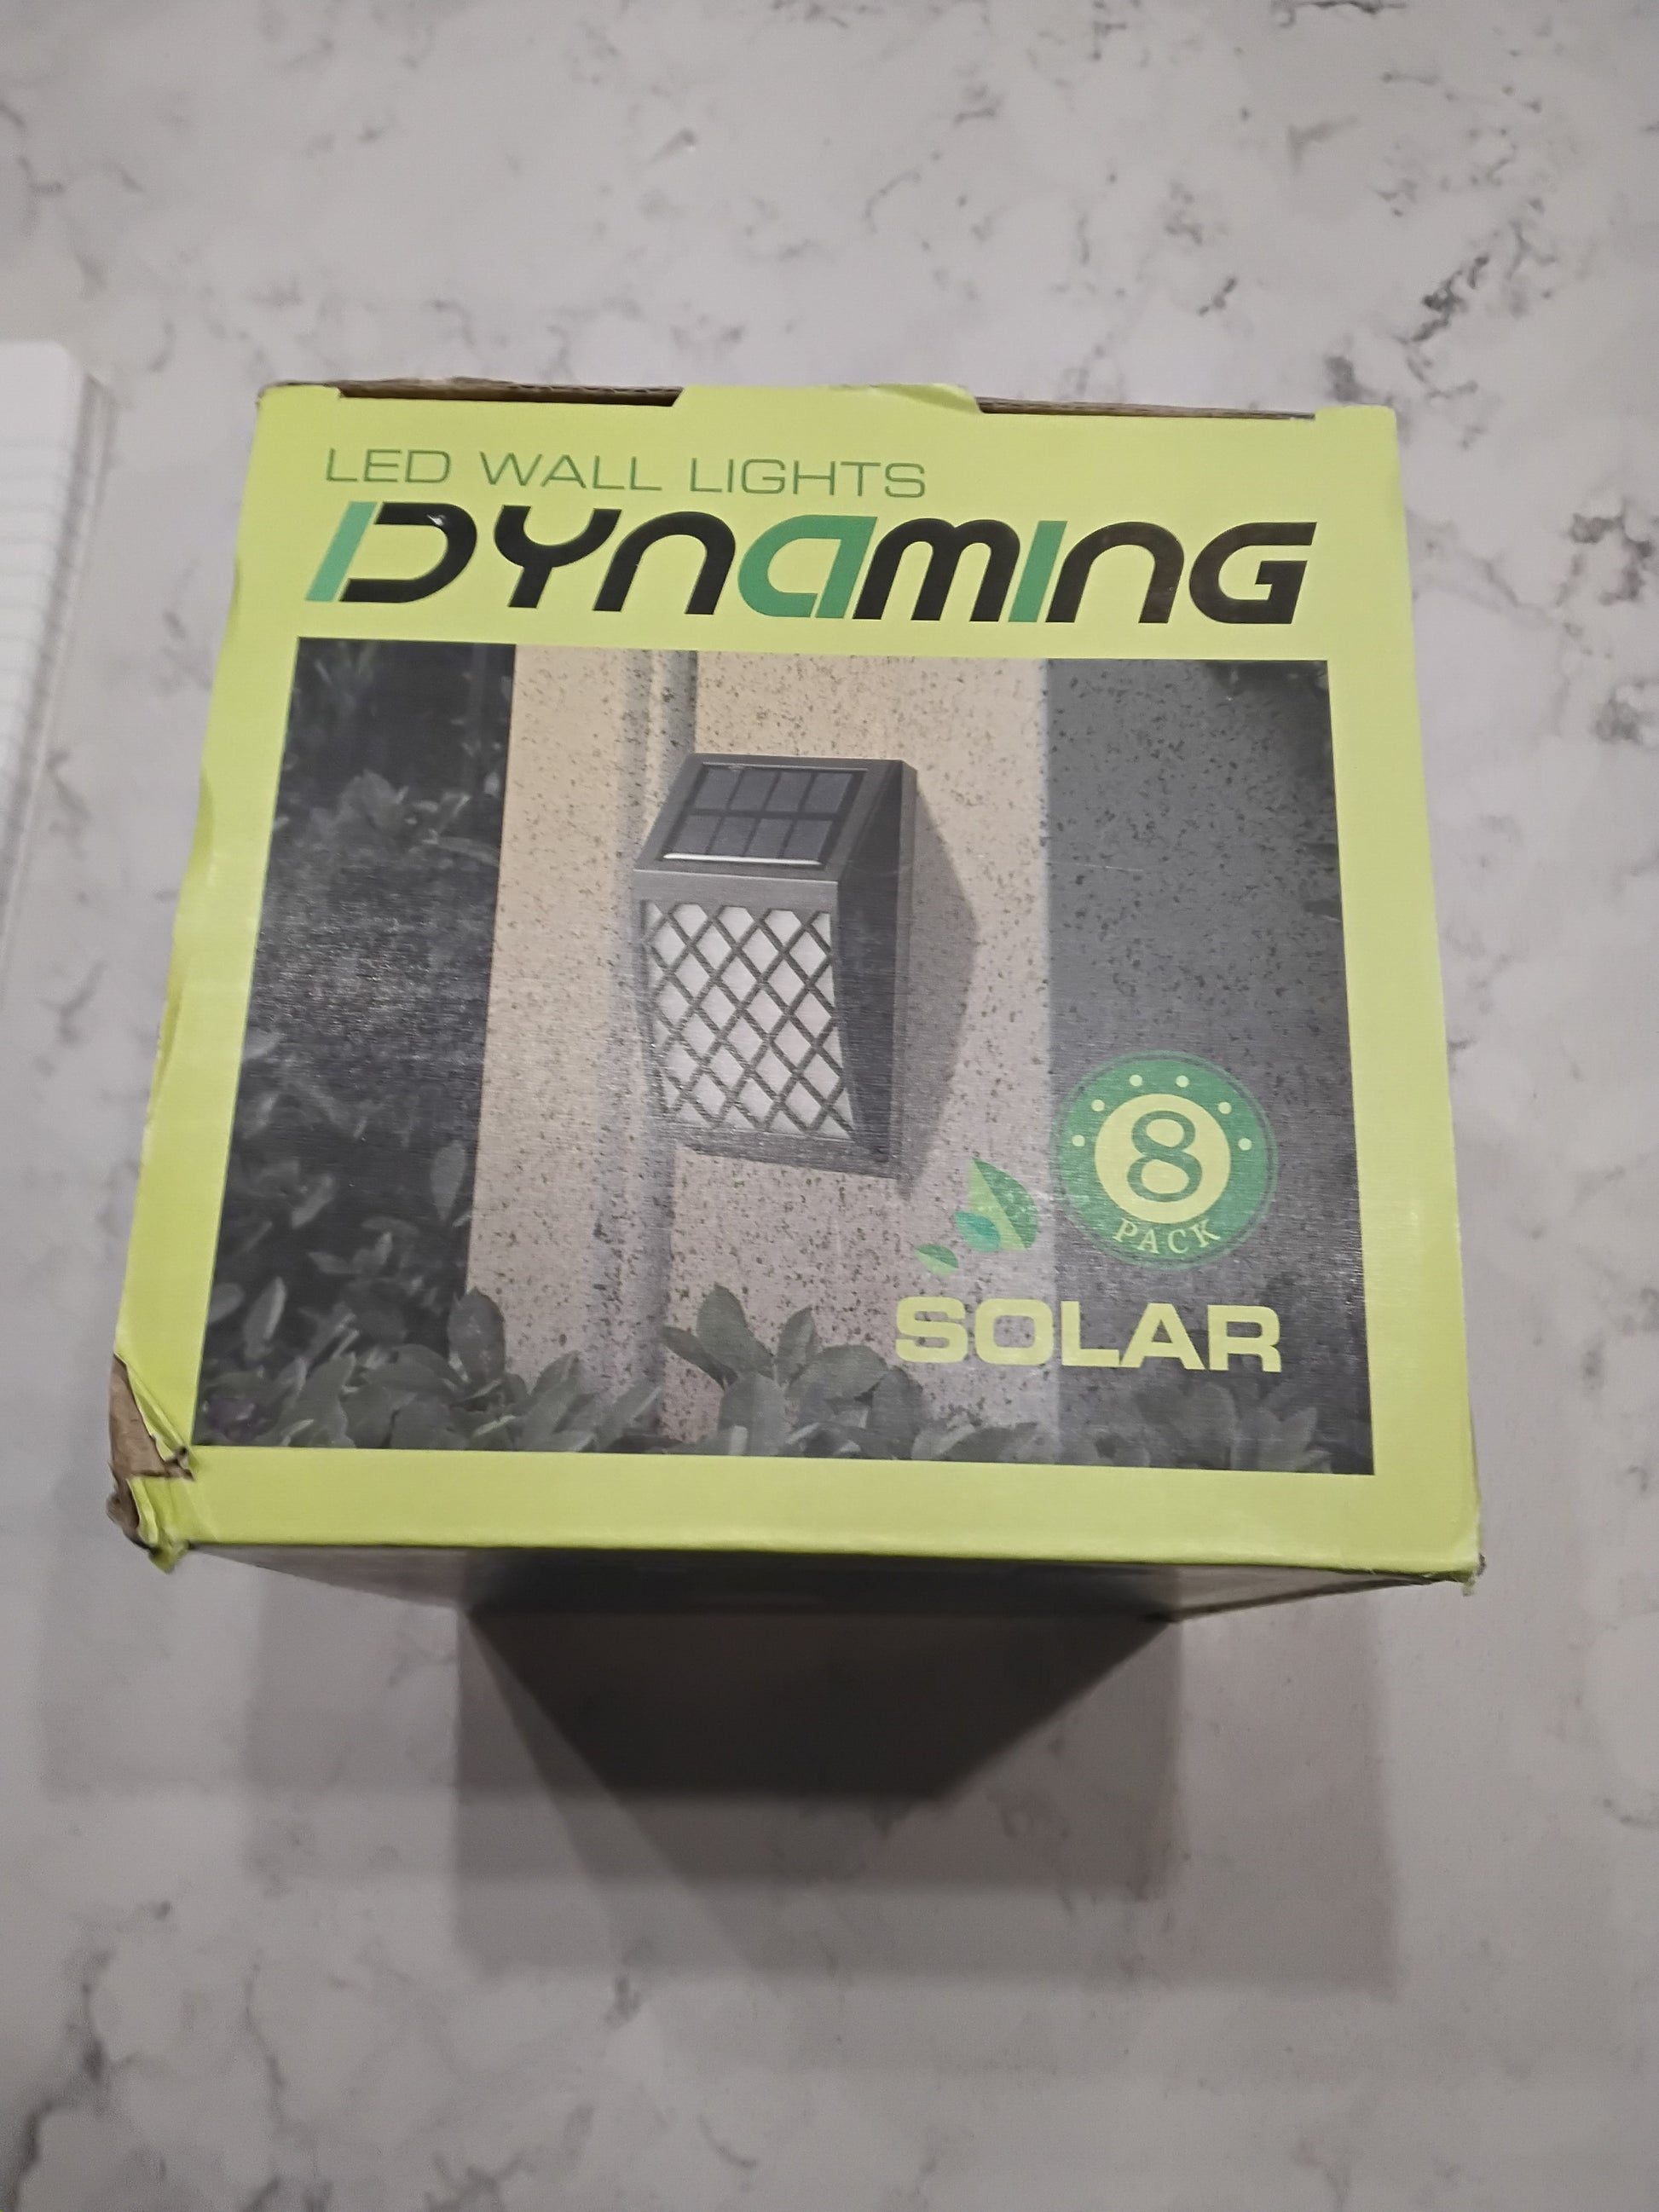 LED WALL LIGHTS
DYNAMING
8
PACK
SOLAR